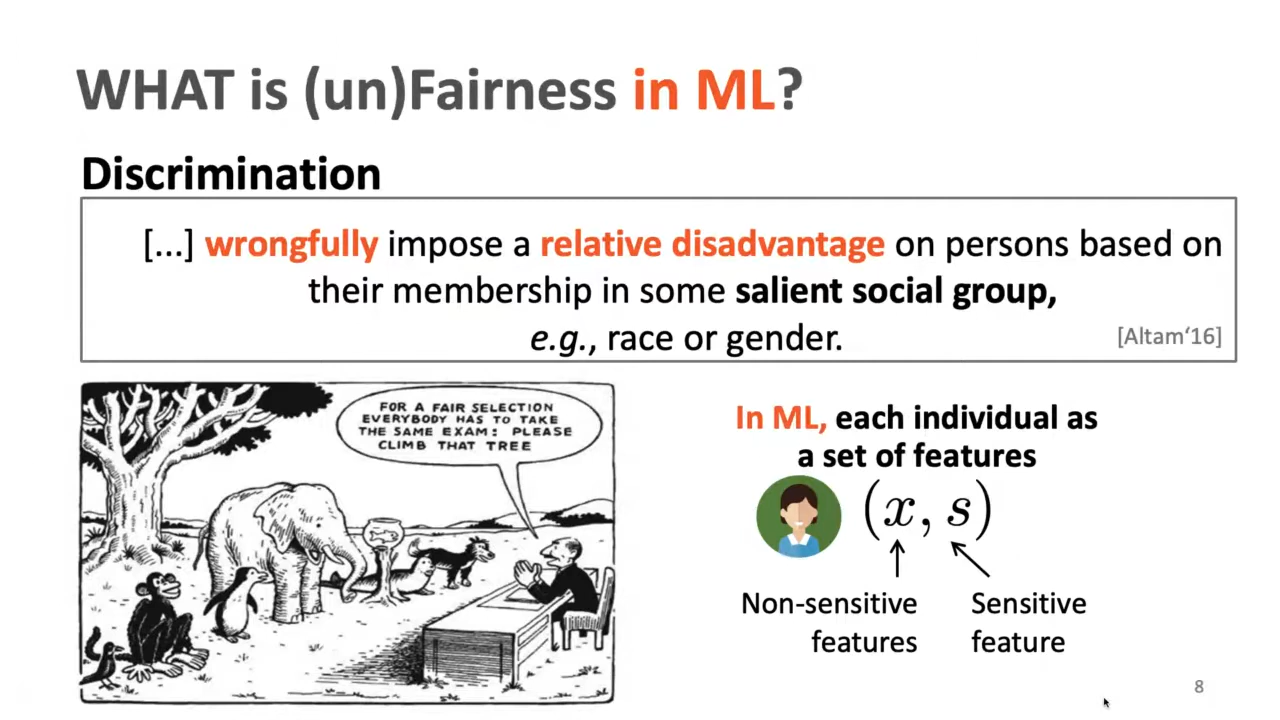 WHAT is (un)Fairness in ML?
Discrimination
[...] wrongfully impose a relative disadvantage on persons based on
their membership in some salient social group,
e.g., race or gender.
[Altam‘16]
FOR A FAIR SELECTION
EVERYBODY HAS TO TAKE
THE SAME EXAM: PLEASE
CLIMB THAT TREE
In ML, each individual as
a set of features
(x, s)
Non-sensitive
features
Sensitive
feature
8